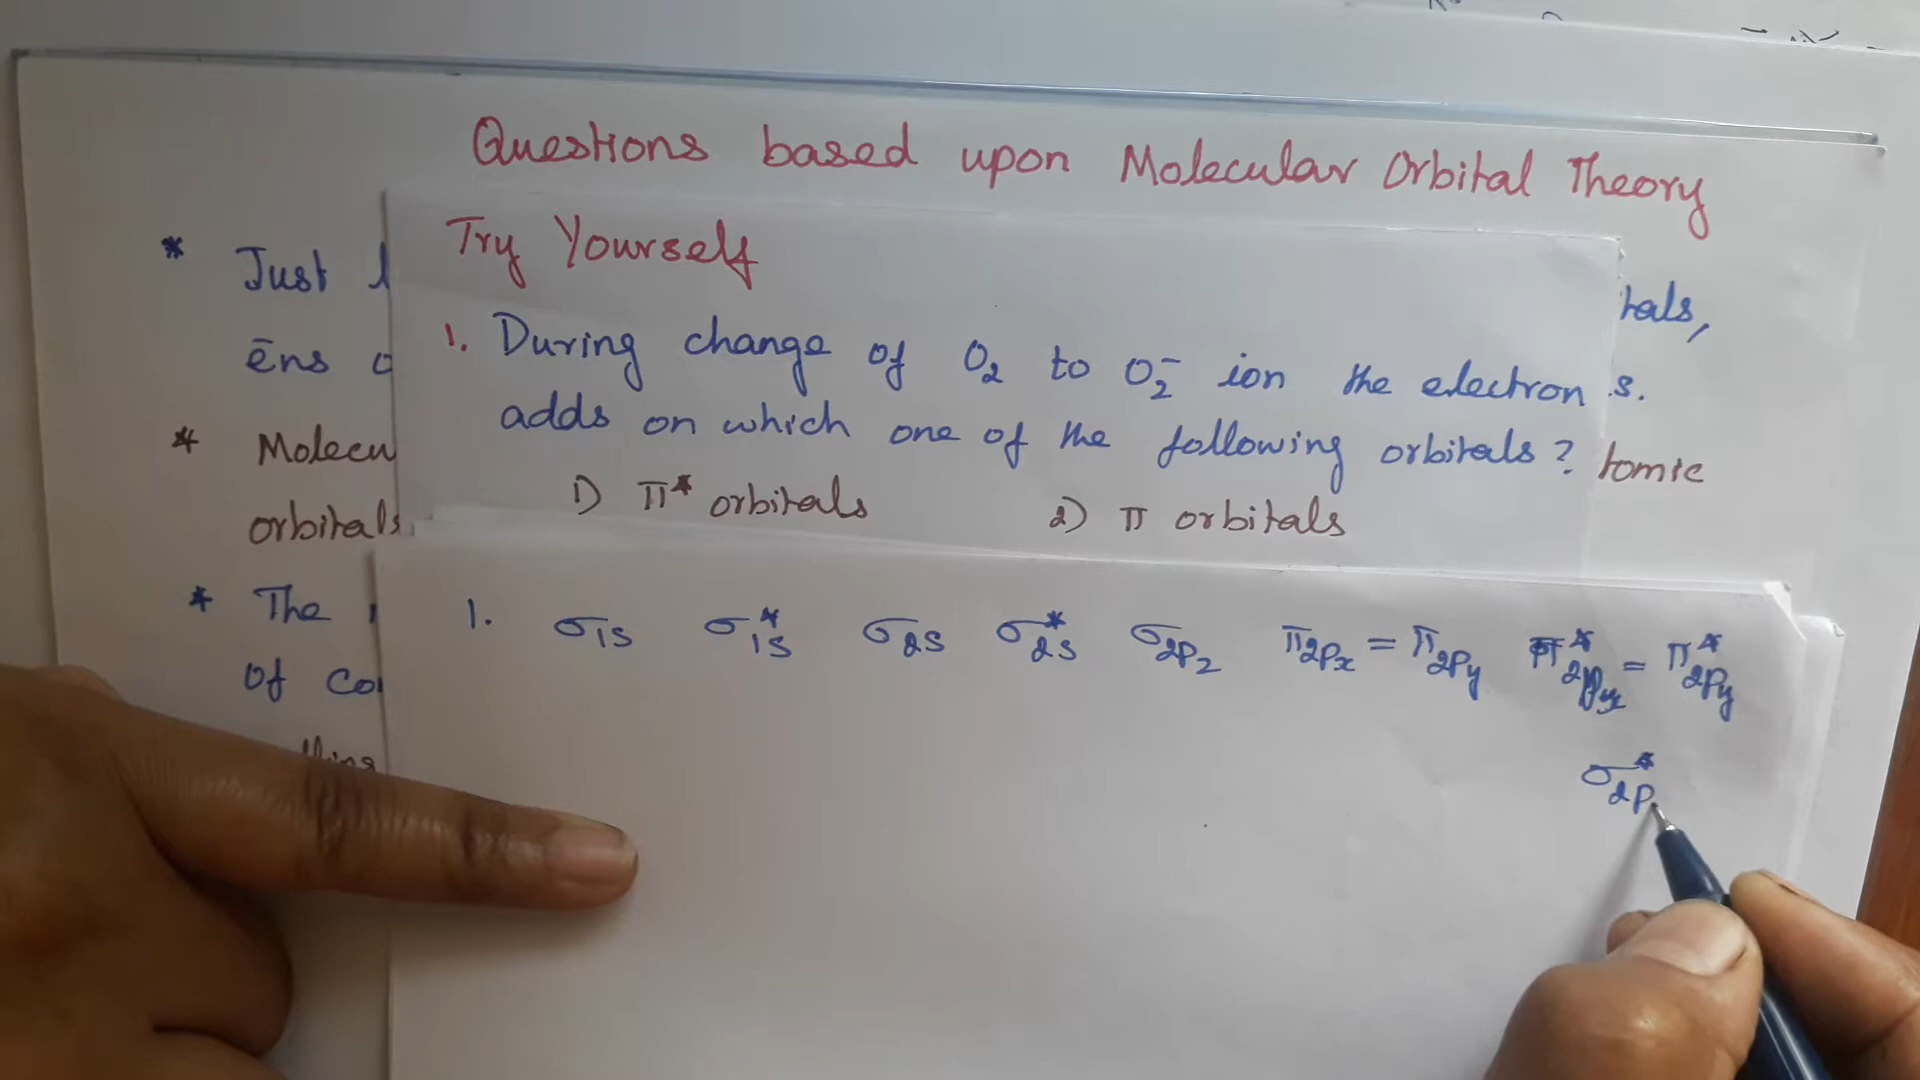 Questions based upon Molecular Orbital Theory
Try Yourself
* Just
tals,
1. During change of O₂ to O₂⁻ ion the electron s.
ēns
adds on which one of the following orbitals?
* Molecu
tomic
1) π* orbitals 2) π orbitals
orbitals.
* The
1. σ1s σ*1s σ2s σ*2s σ2pz π2px = π2py π*2px = π*2py
of co
σ*2p